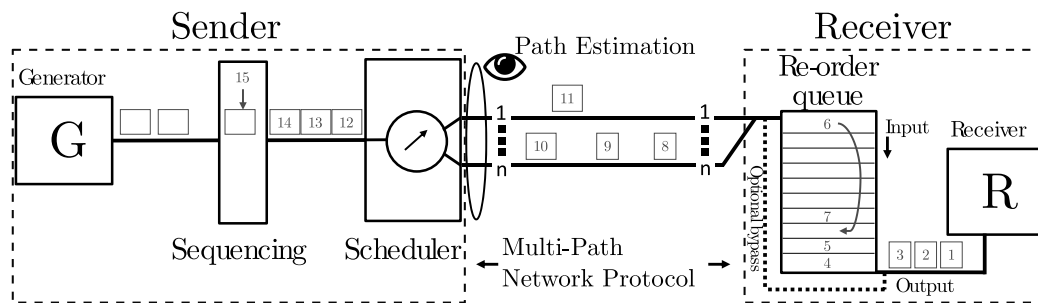 Sender
Receiver
Generator
G
15
14 13 12
Sequencing
Scheduler
Path Estimation
1
n
11
10 9 8
1
n
Multi-Path
Network Protocol
Re-order
queue
6
7
5
4
Input
Optional bypass
Receiver
R
3 2 1
Output